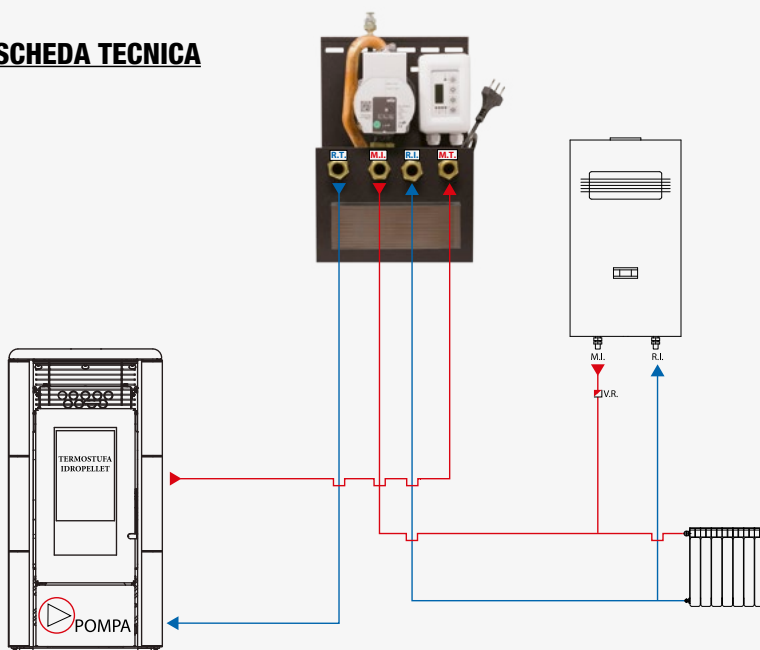 SCHEDA TECNICA
R.T. M.I. R.I. M.T.
M.I. R.I.
V.R.
TERMOSTUFA
IDROPELLET
POMPA